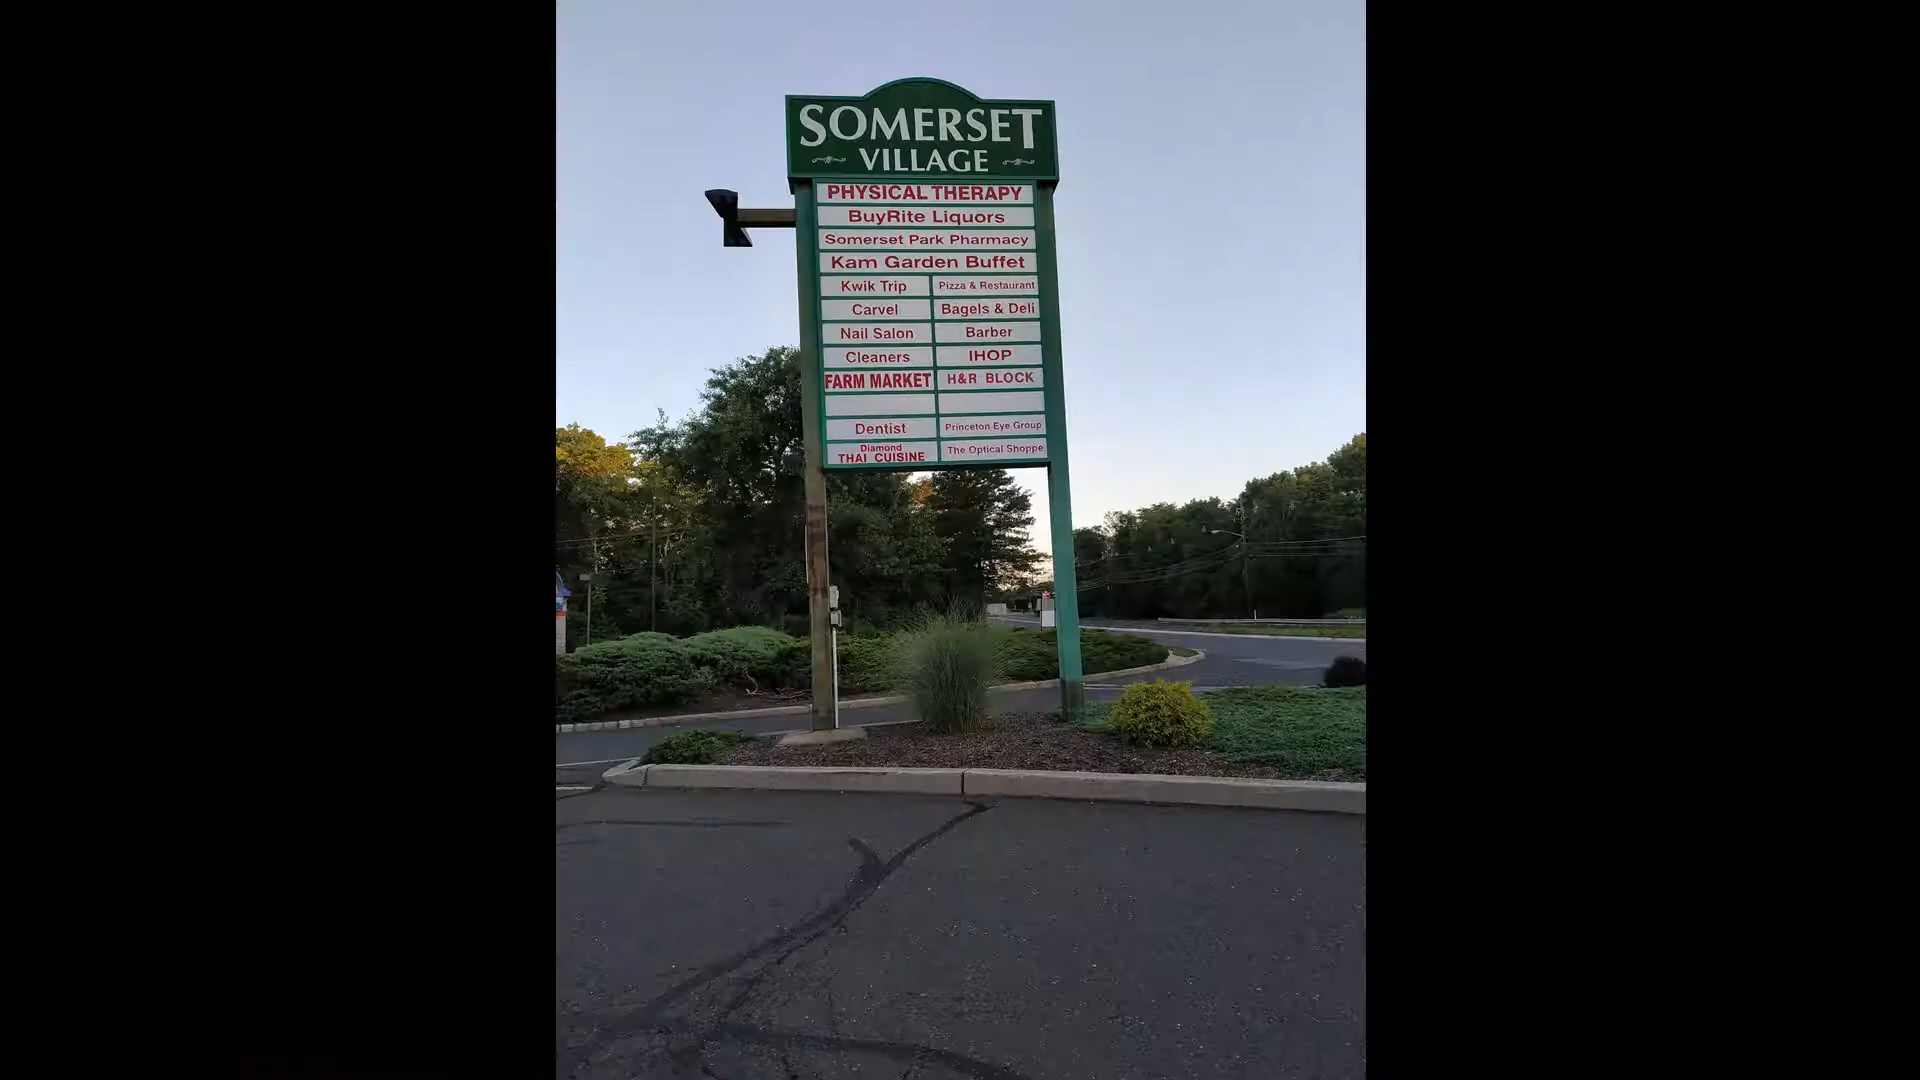 SOMERSET
VILLAGE
PHYSICAL THERAPY
BuyRite Liquors
Somerset Park Pharmacy
Kam Garden Buffet
Kwik Trip
Pizza & Restaurant
Carvel
Bagels & Deli
Nail Salon
Barber
Cleaners
IHOP
FARM MARKET
H&R BLOCK
Dentist
Princeton Eye Group
Diamond
THAI CUISINE
The Optical Shoppe